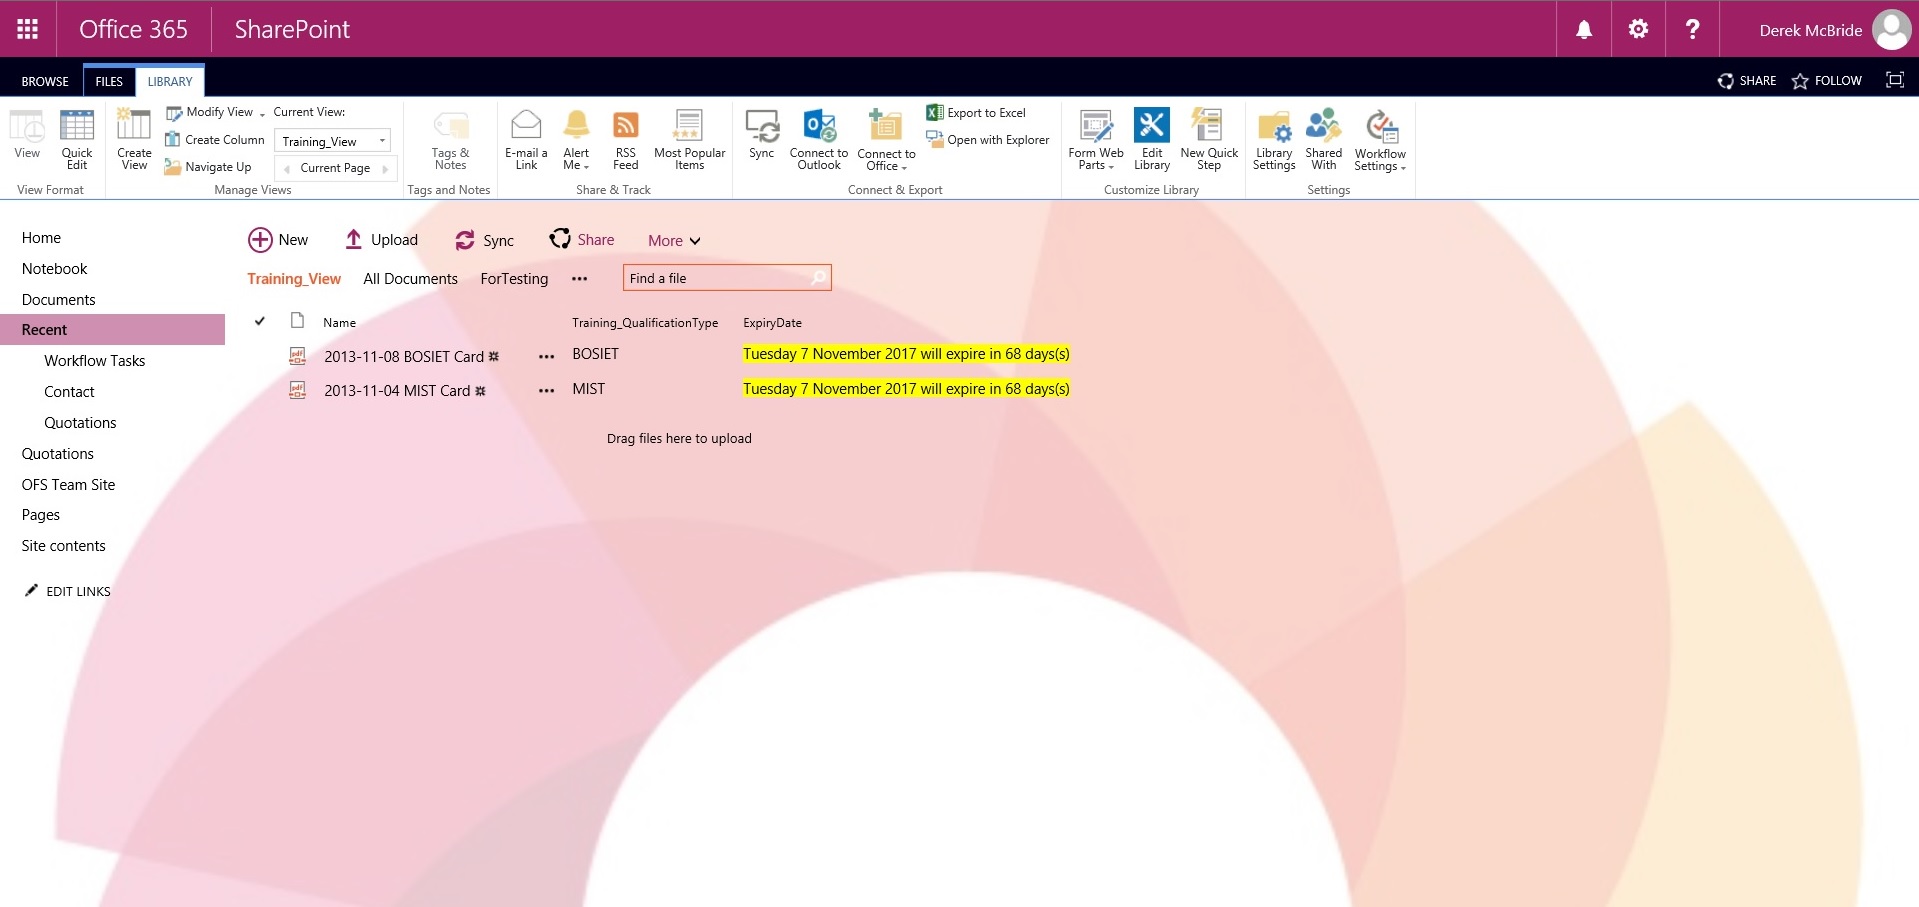 Office 365 SharePoint Derek McBride
BROWSE FILES LIBRARY SHARE FOLLOW
View
Quick Edit
View Format
Create View
Modify View
Create Column
Navigate Up
Current View:
Training_View
Current Page
Manage Views
Tags & Notes
Tags and Notes
E-mail a Link
Alert Me
RSS Feed
Most Popular Items
Share & Track
Sync
Connect to Outlook
Connect to Office
Export to Excel
Open with Explorer
Connect & Export
Form Web Parts
Edit Library
New Quick Step
Customize Library
Library Settings
Shared With
Workflow Settings
Settings
Home
Notebook
Documents
Recent
Workflow Tasks
Contact
Quotations
Quotations
OFS Team Site
Pages
Site contents
EDIT LINKS
New Upload Sync Share More
Training_View All Documents ForTesting ••• Find a file
Name Training_QualificationType ExpiryDate
pdf 2013-11-08 BOSIET Card ••• BOSIET Tuesday 7 November 2017 will expire in 68 days(s)
pdf 2013-11-04 MIST Card ••• MIST Tuesday 7 November 2017 will expire in 68 days(s)
Drag files here to upload